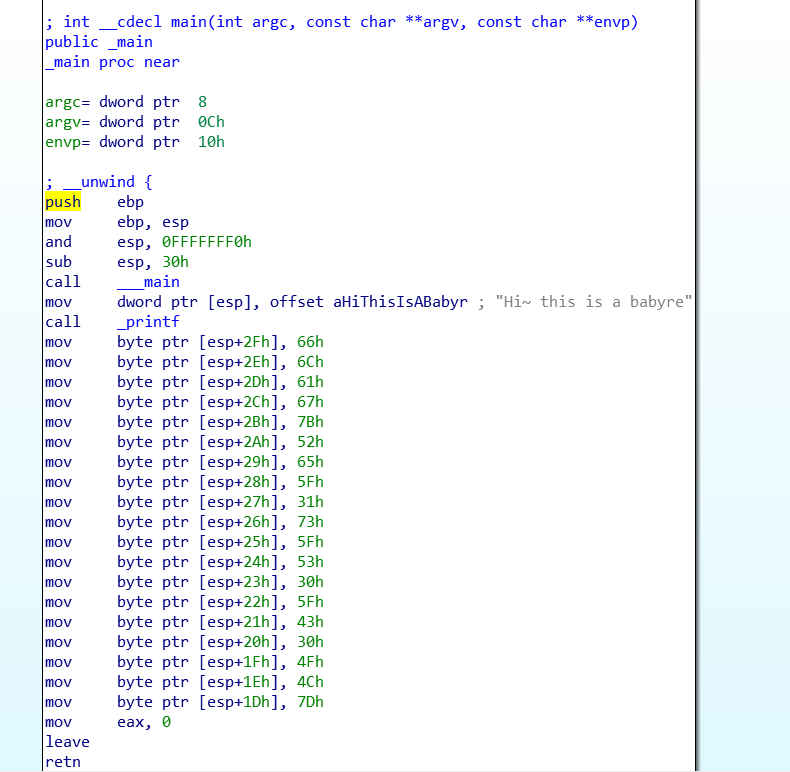 ; int __cdecl main(int argc, const char **argv, const char **envp)
public _main
_main proc near
argc= dword ptr  8
argv= dword ptr  0Ch
envp= dword ptr  10h
; __unwind {
push    ebp
mov     ebp, esp
and     esp, 0FFFFFFF0h
sub     esp, 30h
call    ___main
mov     dword ptr [esp], offset aHiThisIsABabyr ; "Hi~ this is a babyre"
call    _printf
mov     byte ptr [esp+2Fh], 66h
mov     byte ptr [esp+2Eh], 6Ch
mov     byte ptr [esp+2Dh], 61h
mov     byte ptr [esp+2Ch], 67h
mov     byte ptr [esp+2Bh], 7Bh
mov     byte ptr [esp+2Ah], 52h
mov     byte ptr [esp+29h], 65h
mov     byte ptr [esp+28h], 5Fh
mov     byte ptr [esp+27h], 31h
mov     byte ptr [esp+26h], 73h
mov     byte ptr [esp+25h], 5Fh
mov     byte ptr [esp+24h], 53h
mov     byte ptr [esp+23h], 30h
mov     byte ptr [esp+22h], 5Fh
mov     byte ptr [esp+21h], 43h
mov     byte ptr [esp+20h], 30h
mov     byte ptr [esp+1Fh], 4Fh
mov     byte ptr [esp+1Eh], 4Ch
mov     byte ptr [esp+1Dh], 7Dh
mov     eax, 0
leave
retn